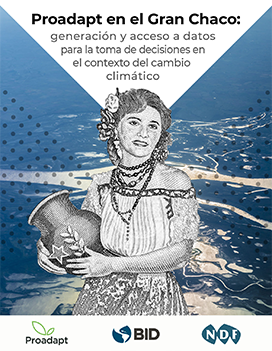 Proadapt en el Gran Chaco:
generación y acceso a datos
para la toma de decisiones en
el contexto del cambio
climático
Proadapt
BID
NDF